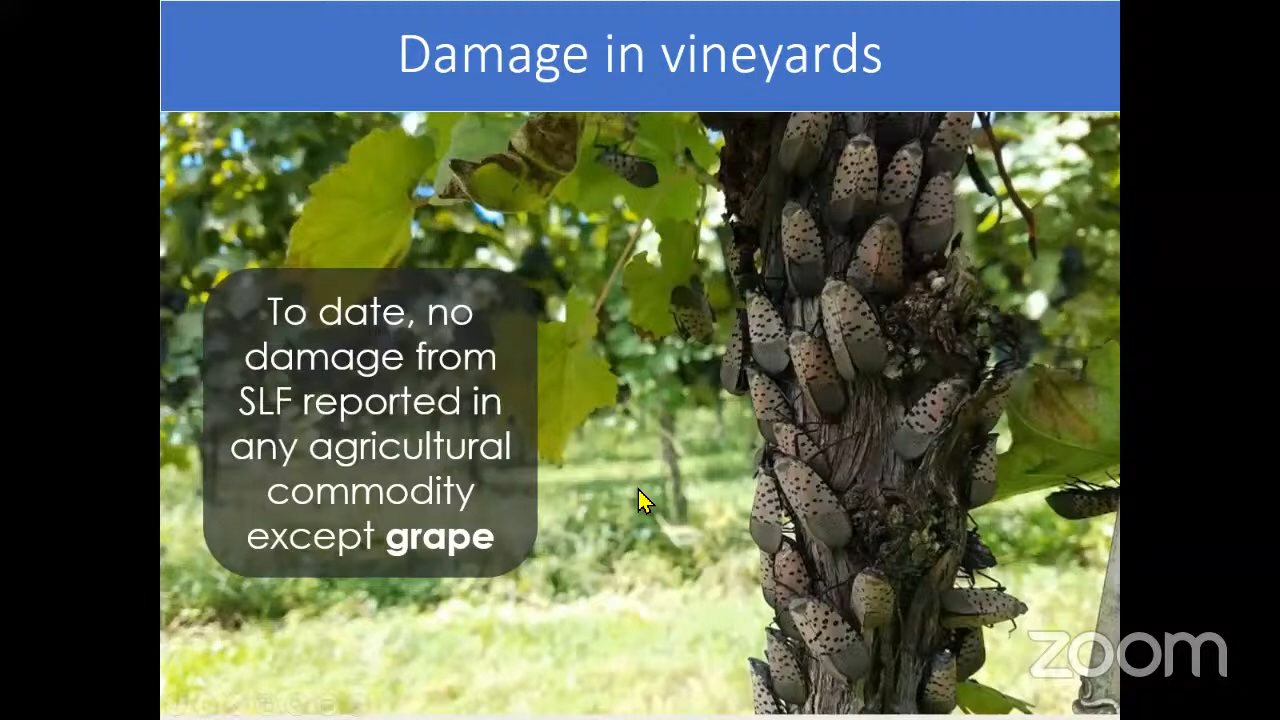 Damage in vineyards
To date, no
damage from
SLF reported in
any agricultural
commodity
except grape
zoom